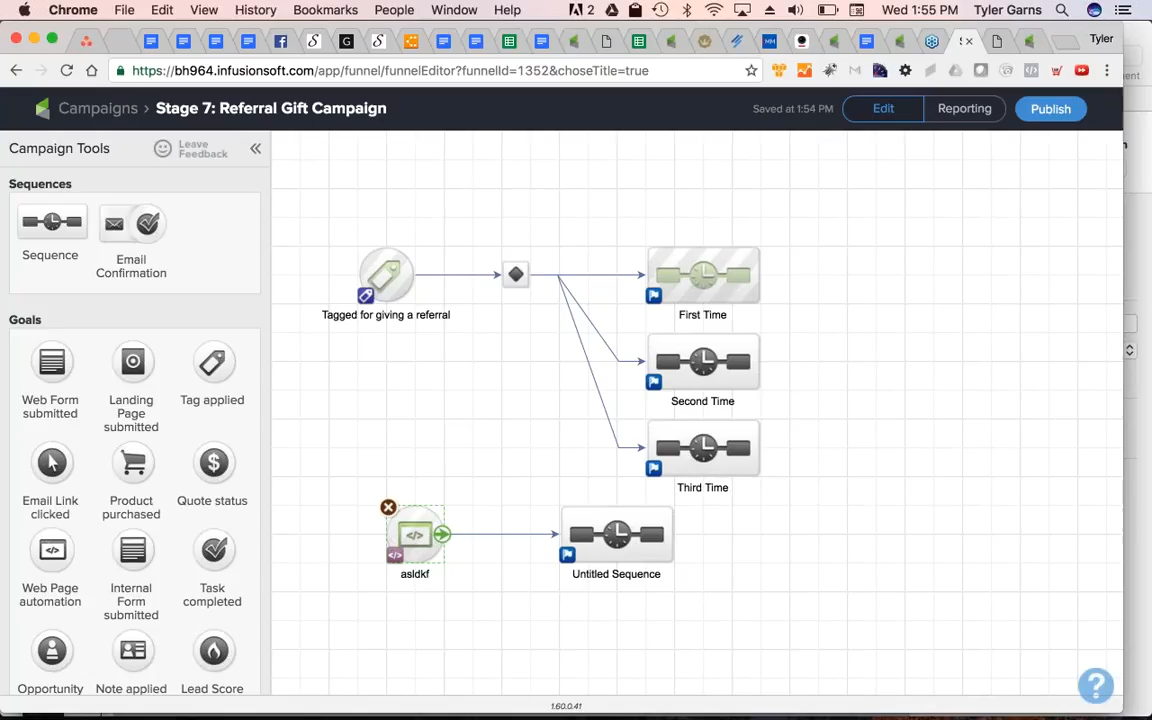 Chrome File Edit View History Bookmarks People Window Help
2
Wed 1:55 PM Tyler Garns
Tyler
https://bh964.infusionsoft.com/app/funnel/funnelEditor?funnelId=1352&choseTitle=true
Campaigns › Stage 7: Referral Gift Campaign
Saved at 1:54 PM
Edit
Reporting
Publish
Campaign Tools
Leave
Feedback
Sequences
Sequence
Email
Confirmation
Goals
Web Form
submitted
Landing
Page
submitted
Tag applied
Email Link
clicked
Product
purchased
Quote status
Web Page
automation
Internal
Form
submitted
Task
completed
Opportunity
Note applied
Lead Score
Tagged for giving a referral
First Time
Second Time
Third Time
asldkf
Untitled Sequence
1.60.0.41